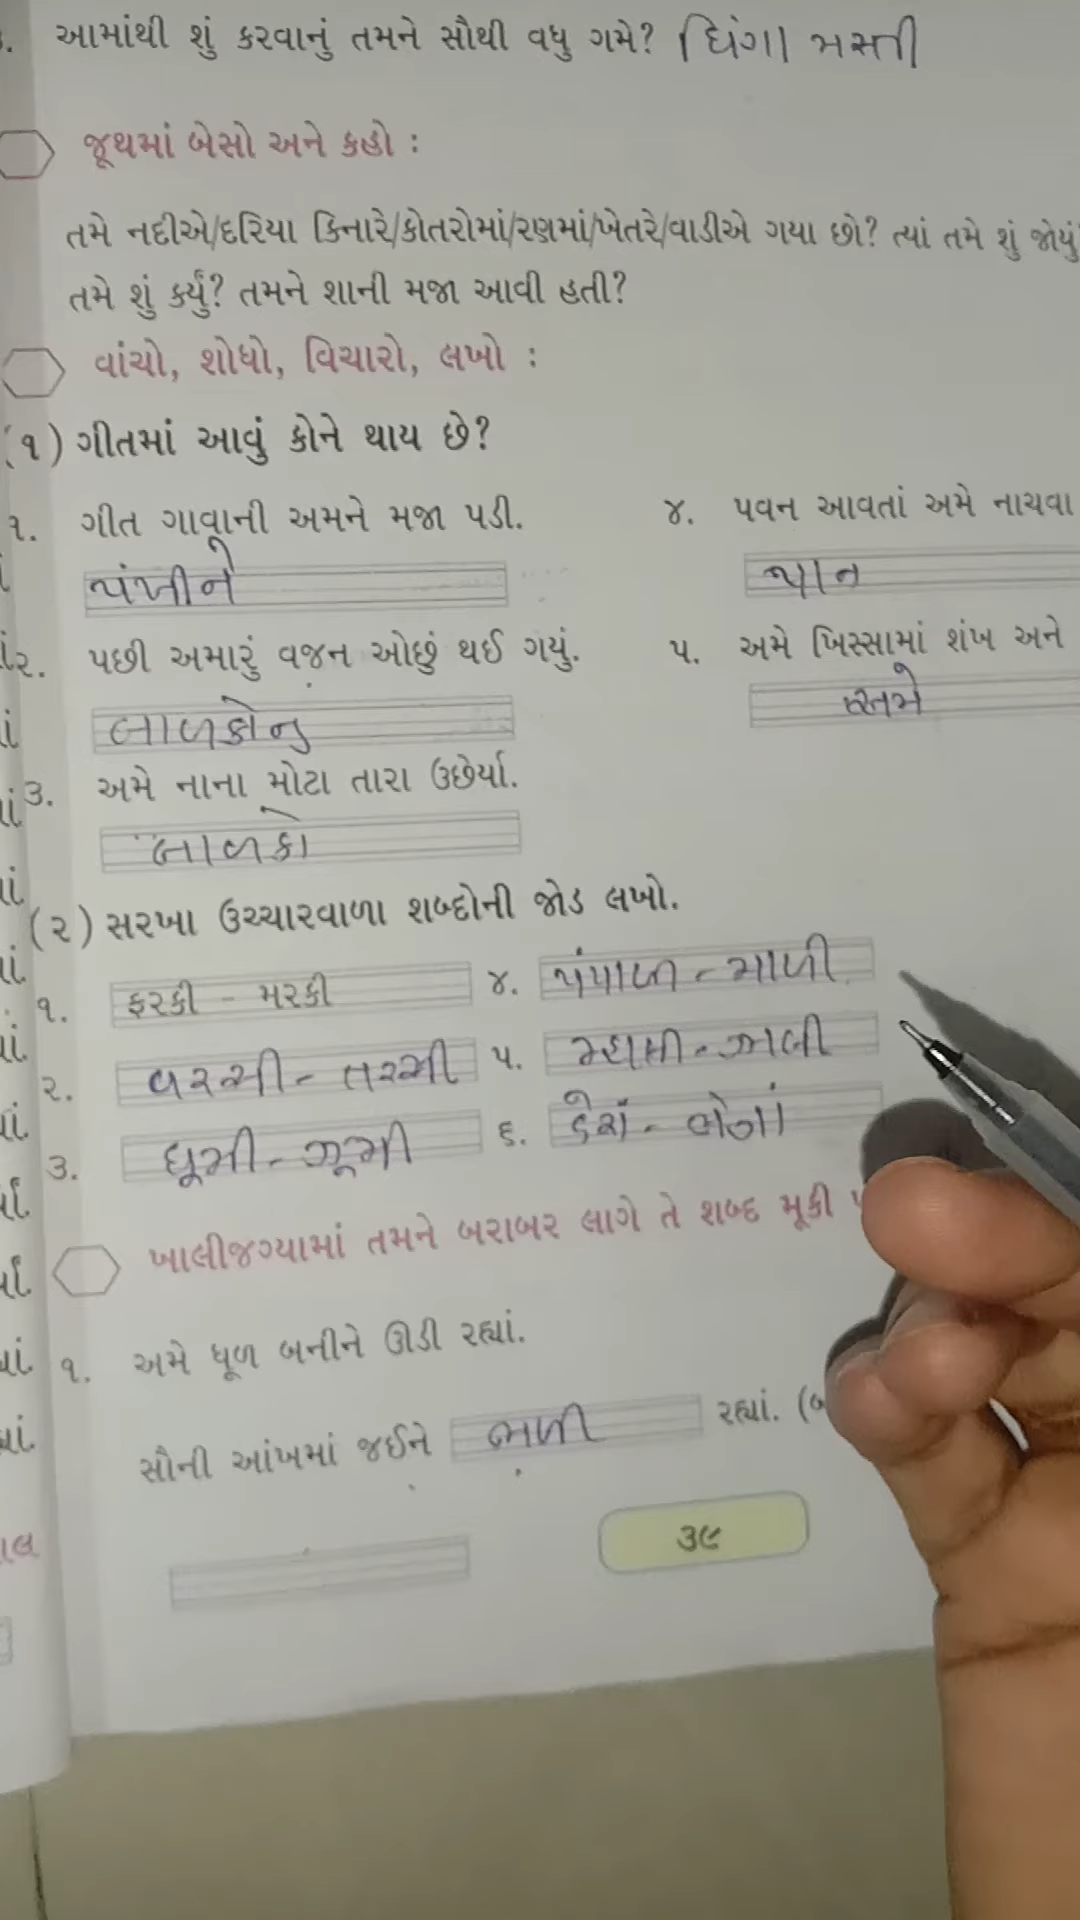 આમાંથી શું કરવાનું તમને સૌથી વધુ ગમે? ધિંગા મસ્તી
જૂથમાં બેસો અને કહો :
તમે નદીએ/દરિયા કિનારે/કોતરોમાં/રણમાં/ખેતરે/વાડીએ ગયા છો? ત્યાં તમે શું જોયું
તમે શું કર્યું? તમને શાની મજા આવી હતી?
વાંચો, શોધો, વિચારો, લખો :
(૧) ગીતમાં આવું કોને થાય છે?
૧. ગીત ગાવાની અમને મજા પડી.
પંખીને
૨. પછી અમારું વજન ઓછું થઈ ગયું.
બાળકોનુ
૩. અમે નાના મોટા તારા ઉછેર્યા.
બાળકો
૪. પવન આવતાં અમે નાચવા
પાન
૫. અમે ખિસ્સામાં શંખ અને
(૨) સરખા ઉચ્ચારવાળા શબ્દોની જોડ લખો.
૧. ફરકી - મરકી
૨. વરસી - તરસી
૩. ઘૂમી - ઝૂમી
૪. પંપાળી - ભાળી
૫.
૬.
ખાલીજગ્યામાં તમને બરાબર લાગે તે શબ્દ મૂકી
૧. અમે ધૂળ બનીને ઊડી રહ્યાં.
સૌની આંખમાં જઈને ભળી રહ્યાં.
૩૯